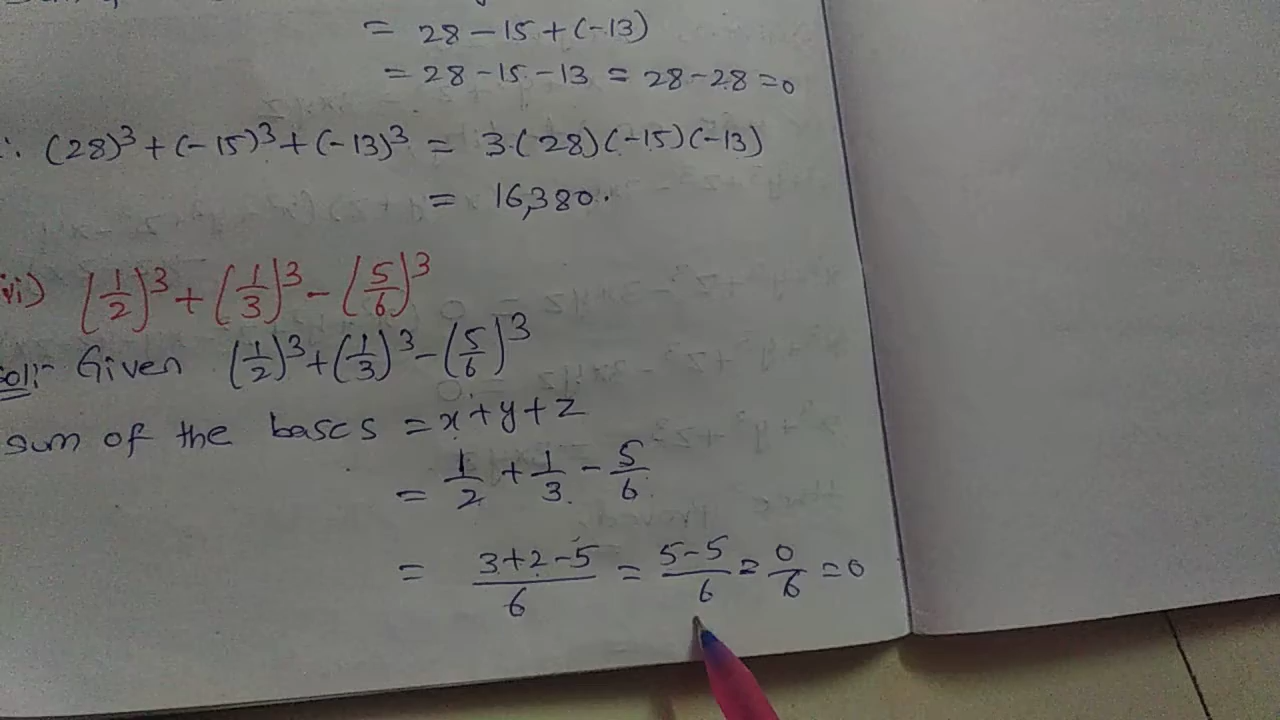 = 28 - 15 + (-13)
= 28 - 15 - 13 = 28 - 28 = 0
∴ (28)³ + (-15)³ + (-13)³ = 3(28)(-15)(-13)
= 16,380.
vi) (1/2)³ + (1/3)³ - (5/6)³
Sol:- Given (1/2)³ + (1/3)³ - (5/6)³
sum of the bases = x + y + z
= 1/2 + 1/3 - 5/6
= 3+2-5/6 = 5-5/6 = 0/6 = 0